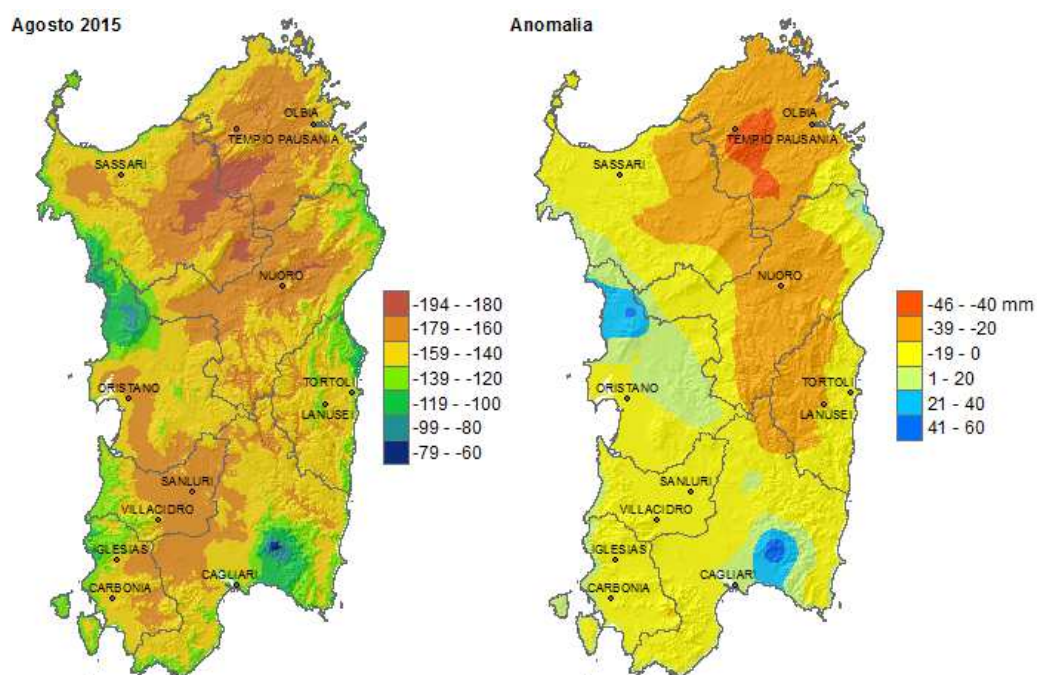 Agosto 2015
OLBIA
TEMPIO PAUSANIA
SASSARI
NUORO
ORISTANO
TORTOLI
LANUSEI
SANLURI
VILLACIDRO
IGLESIAS
CARBONIA
CAGLIARI
-194 - -180
-179 - -160
-159 - -140
-139 - -120
-119 - -100
-99 - -80
-79 - -60
Anomalia
OLBIA
TEMPIO PAUSANIA
SASSARI
NUORO
ORISTANO
TORTOLI
LANUSEI
SANLURI
VILLACIDRO
IGLESIAS
CARBONIA
CAGLIARI
-46 - -40 mm
-39 - -20
-19 - 0
1 - 20
21 - 40
41 - 60